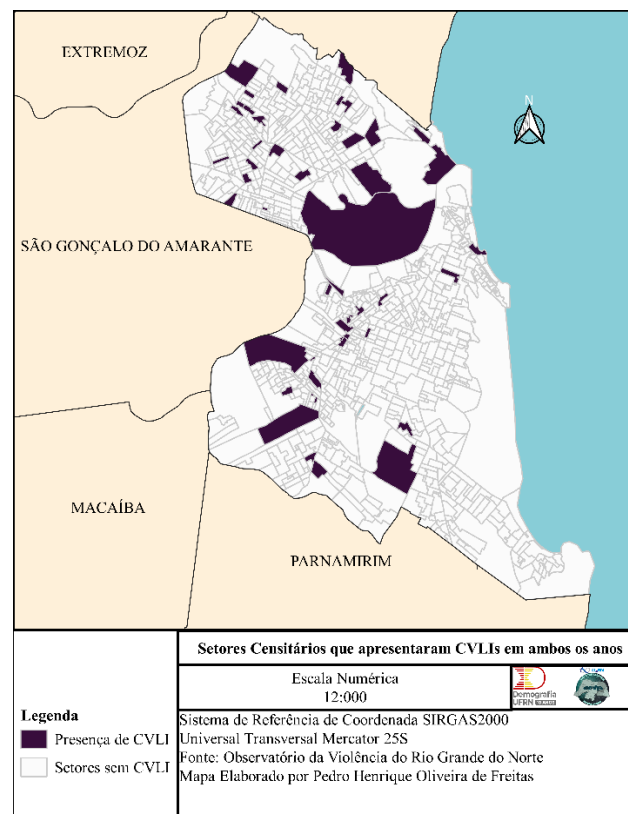 EXTREMOZ
N
SÃO GONÇALO DO AMARANTE
MACAÍBA
PARNAMIRIM
Setores Censitários que apresentaram CVLIs em ambos os anos
Escala Numérica
12:000
Demografia
UFRN
Legenda
Presença de CVLI
Setores sem CVLI
Sistema de Referência de Coordenada SIRGAS2000
Universal Transversal Mercator 25S
Fonte: Observatório da Violência do Rio Grande do Norte
Mapa Elaborado por Pedro Henrique Oliveira de Freitas